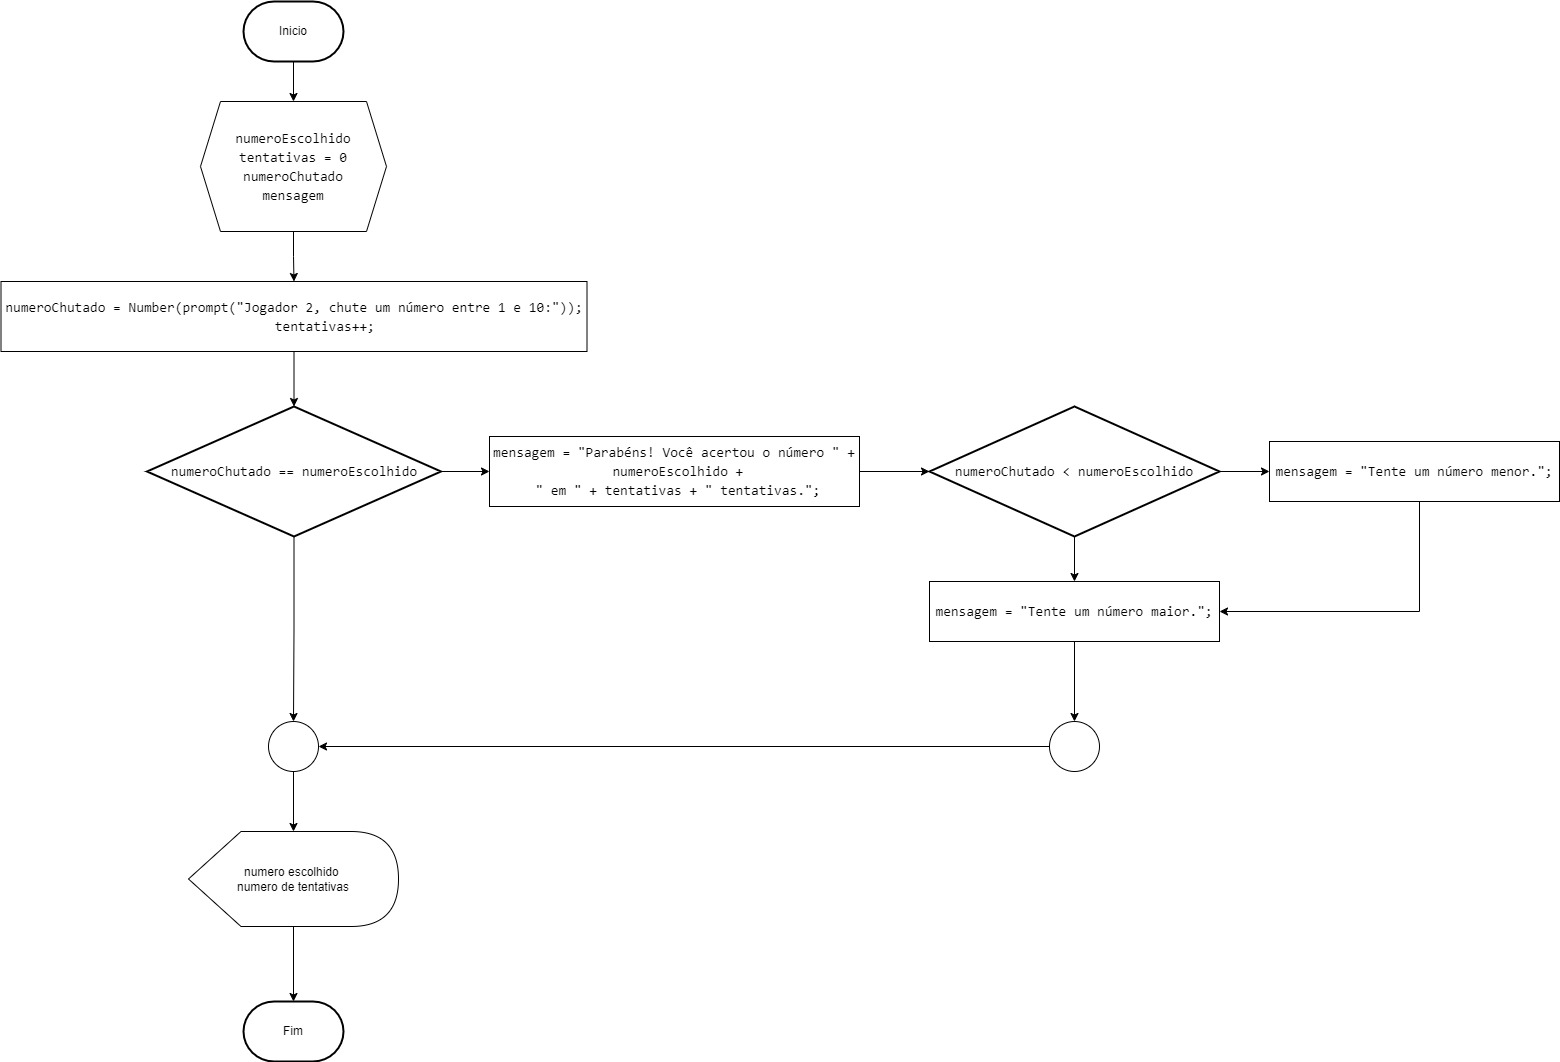 Inicio
numeroEscolhido
tentativas = 0
numeroChutado
mensagem
numeroChutado = Number(prompt("Jogador 2, chute um número entre 1 e 10:"));
tentativas++;
numeroChutado == numeroEscolhido
mensagem = "Parabéns! Você acertou o número " +
numeroEscolhido +
" em " + tentativas + " tentativas.";
numeroChutado < numeroEscolhido
mensagem = "Tente um número menor.";
mensagem = "Tente um número maior.";
numero escolhido
numero de tentativas
Fim